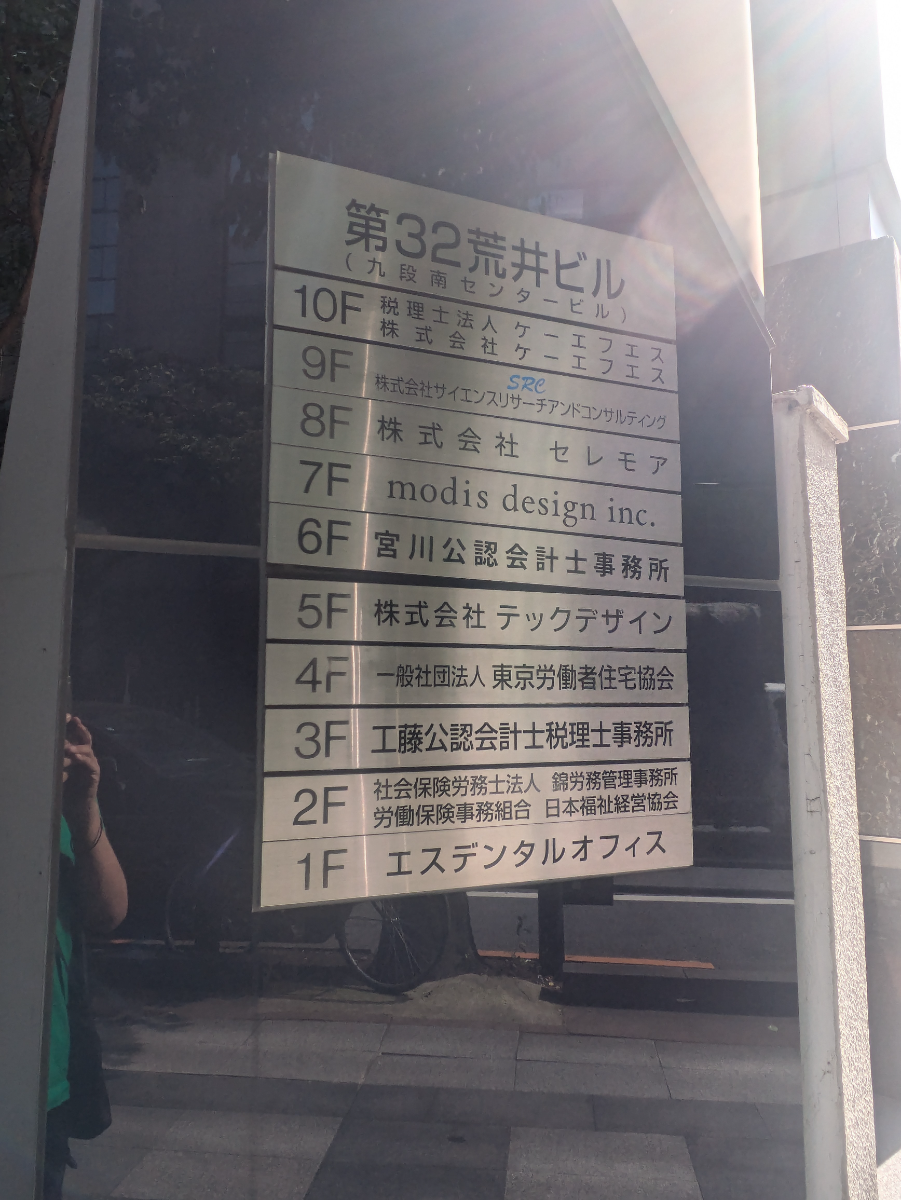 第32荒井ビル
(九段南センタービル)
10F 税理士法人 ケーエフエス
株式会社 ケーエフエス
9F SRC
株式会社サイエンスリサーチアンドコンサルティング
8F 株式会社 セレモア
7F modis design inc.
6F 宮川公認会計士事務所
5F 株式会社 テックデザイン
4F 一般社団法人 東京労働者住宅協会
3F 工藤公認会計士税理士事務所
2F 社会保険労務士法人 錦労務管理事務所
労働保険事務組合 日本福祉経営協会
1F エスデンタルオフィス